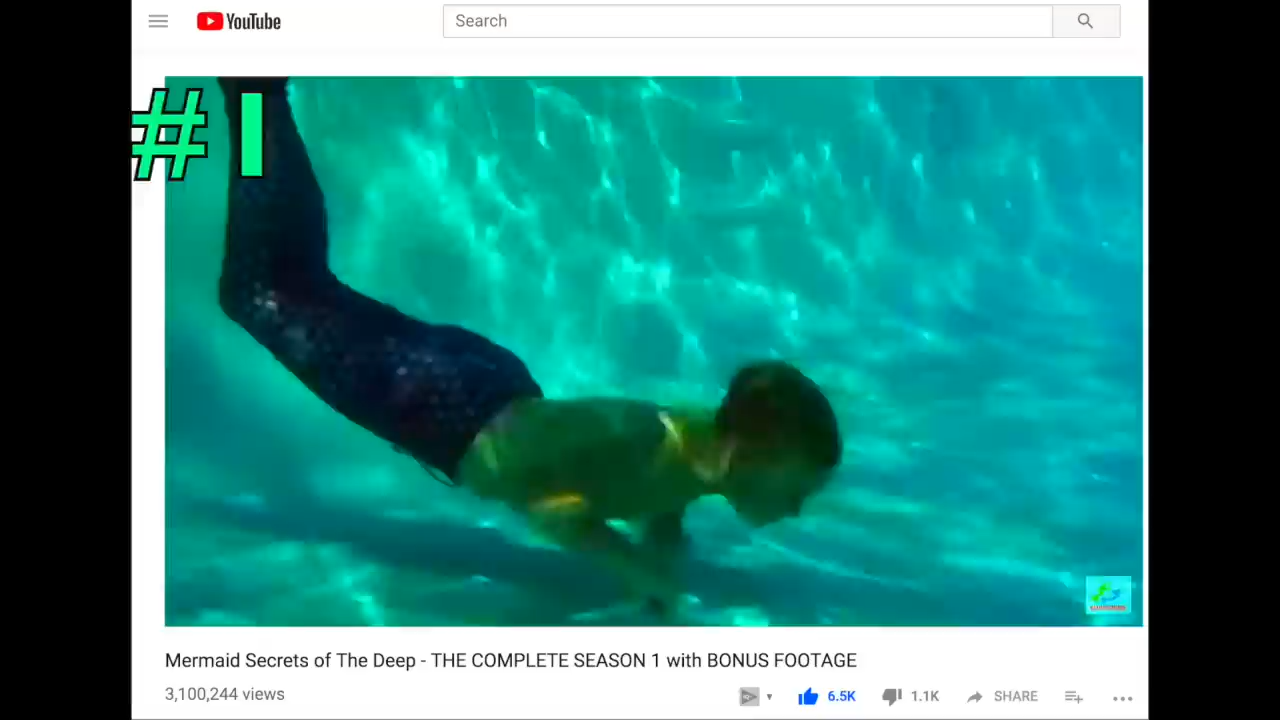 YouTube
Search
#1
Mermaid Secrets of The Deep - THE COMPLETE SEASON 1 with BONUS FOOTAGE
3,100,244 views
6.5K
1.1K
SHARE